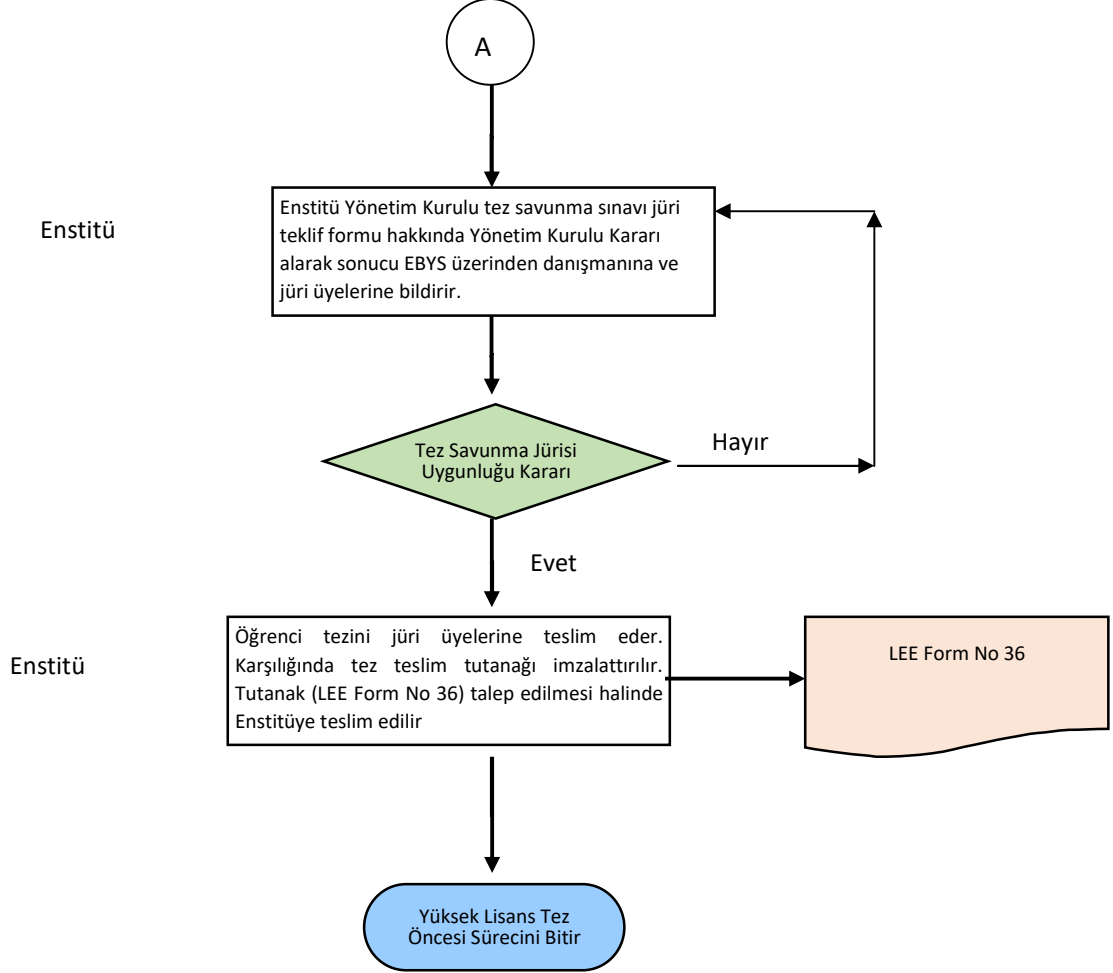 A
Enstitü
Enstitü Yönetim Kurulu tez savunma sınavı jüri
teklif formu hakkında Yönetim Kurulu Kararı
alarak sonucu EBYS üzerinden danışmanına ve
jüri üyelerine bildirir.
Tez Savunma Jürisi
Uygunluğu Kararı
Hayır
Evet
Enstitü
Öğrenci tezini jüri üyelerine teslim eder.
Karşılığında tez teslim tutanağı imzalattırılır.
Tutanak (LEE Form No 36) talep edilmesi halinde
Enstitüye teslim edilir
LEE Form No 36
Yüksek Lisans Tez
Öncesi Sürecini Bitir